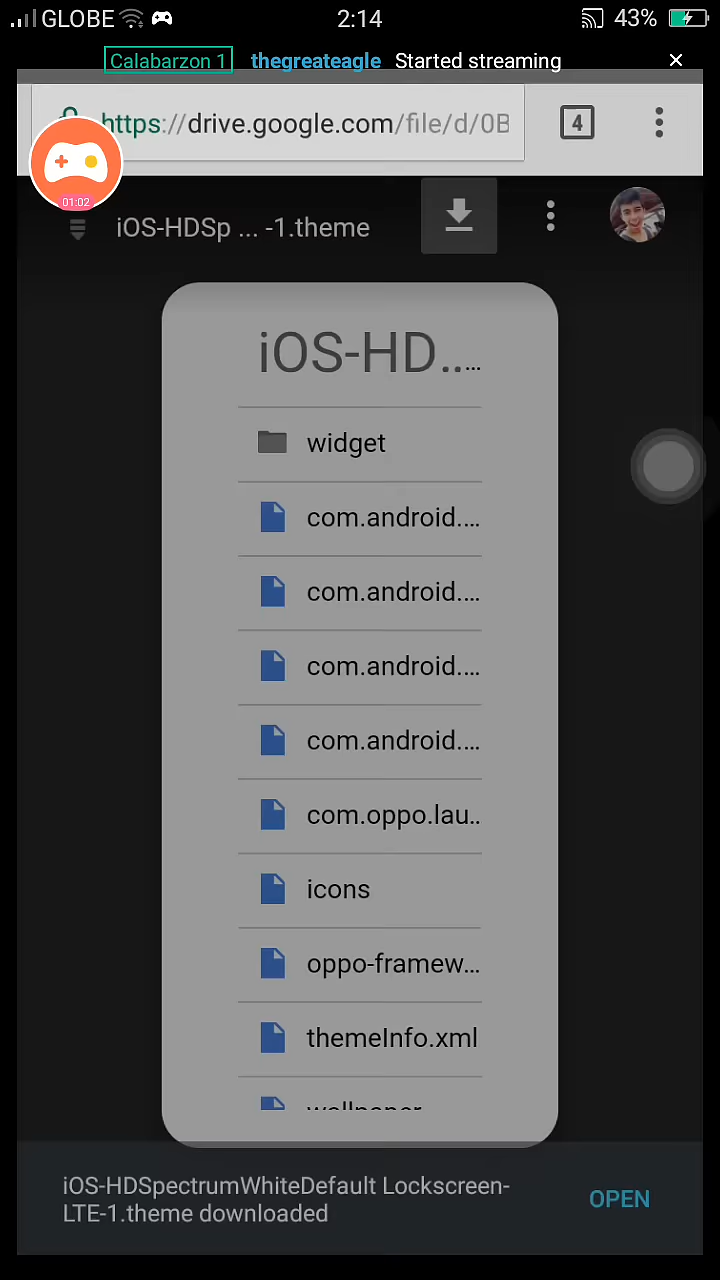 GLOBE 2:14 43%
Calabarzon 1 thegreateagle Started streaming ×
https://drive.google.com/file/d/0B 4
01:02
iOS-HDSp ... -1.theme
iOS-HD.....
widget
com.android....
com.android....
com.android....
com.android....
com.oppo.lau..
icons
oppo-framew...
themeInfo.xml
wallpaper
iOS-HDSpectrumWhiteDefault Lockscreen-
LTE-1.theme downloaded
OPEN